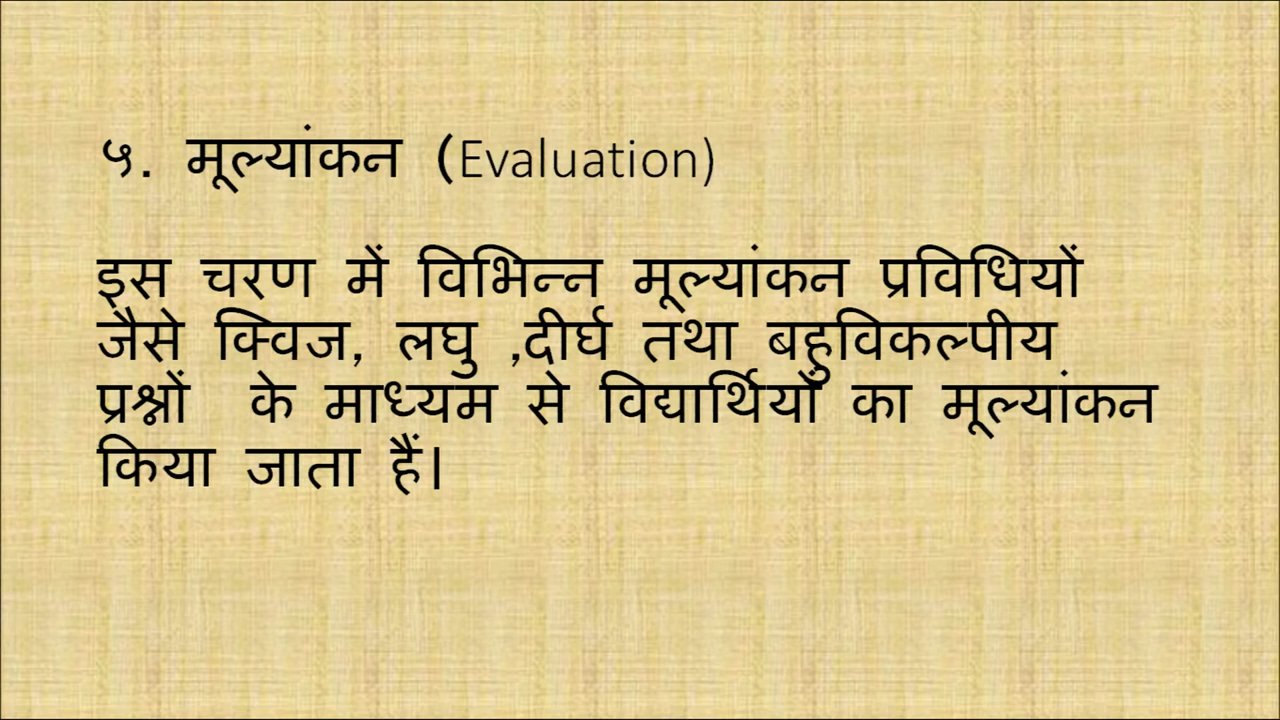 ५. मूल्यांकन (Evaluation)
इस चरण में विभिन्न मूल्यांकन प्रविधियों
जैसे क्विज, लघु ,दीर्घ तथा बहुविकल्पीय
प्रश्नों के माध्यम से विद्यार्थियों का मूल्यांकन
किया जाता हैं।